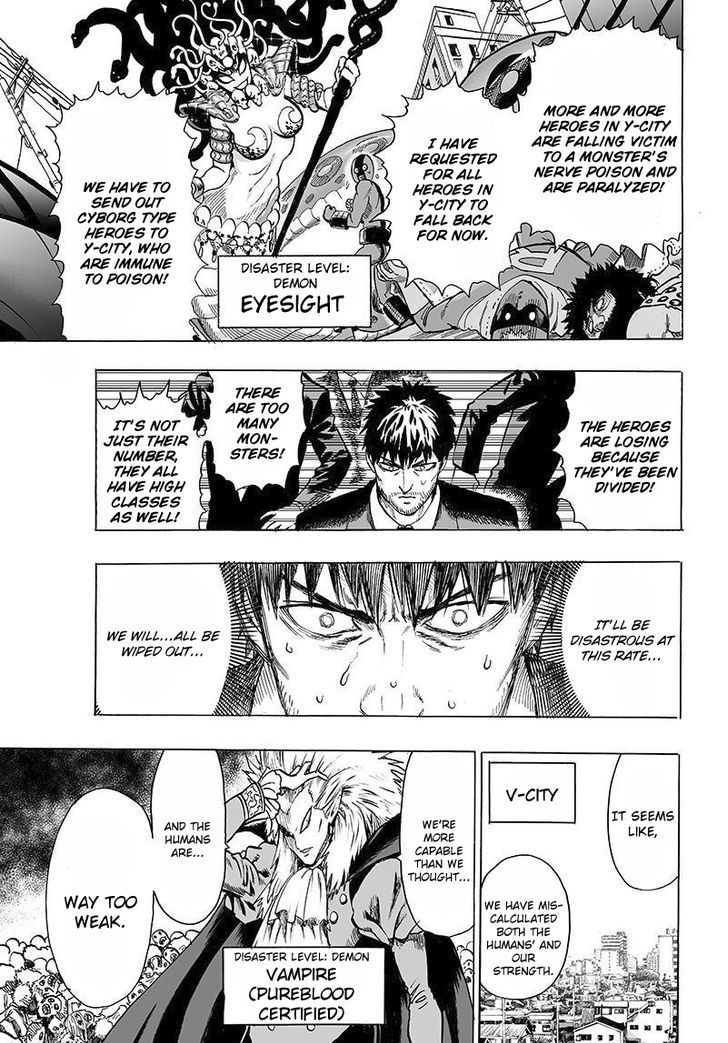 MORE AND MORE
HEROES IN Y-CITY
ARE FALLING VICTIM
TO A MONSTER'S
NERVE POISON AND
ARE PARALYZED!
I HAVE
REQUESTED
FOR ALL
HEROES IN
Y-CITY TO
FALL BACK
FOR NOW.
WE HAVE TO
SEND OUT
CYBORG TYPE
HEROES TO
Y-CITY, WHO
ARE IMMUNE
TO POISON!
DISASTER LEVEL:
DEMON
EYESIGHT
THE HEROES
ARE LOSING
BECAUSE
THEY'VE BEEN
DIVIDED!
THERE
ARE TOO
MANY
MON-
STERS!
IT'S NOT
JUST THEIR
NUMBER,
THEY ALL
HAVE HIGH
CLASSES
AS WELL!
IT'LL BE
DISASTROUS AT
THIS RATE...
WE WILL...ALL BE
WIPED OUT...
V-CITY
IT SEEMS
LIKE,
WE HAVE MIS-
CALCULATED
BOTH THE
HUMANS' AND
OUR
STRENGTH.
WE'RE
MORE
CAPABLE
THAN WE
THOUGHT...
AND THE
HUMANS
ARE...
WAY TOO
WEAK.
DISASTER LEVEL: DEMON
VAMPIRE
(PUREBLOOD
CERTIFIED)